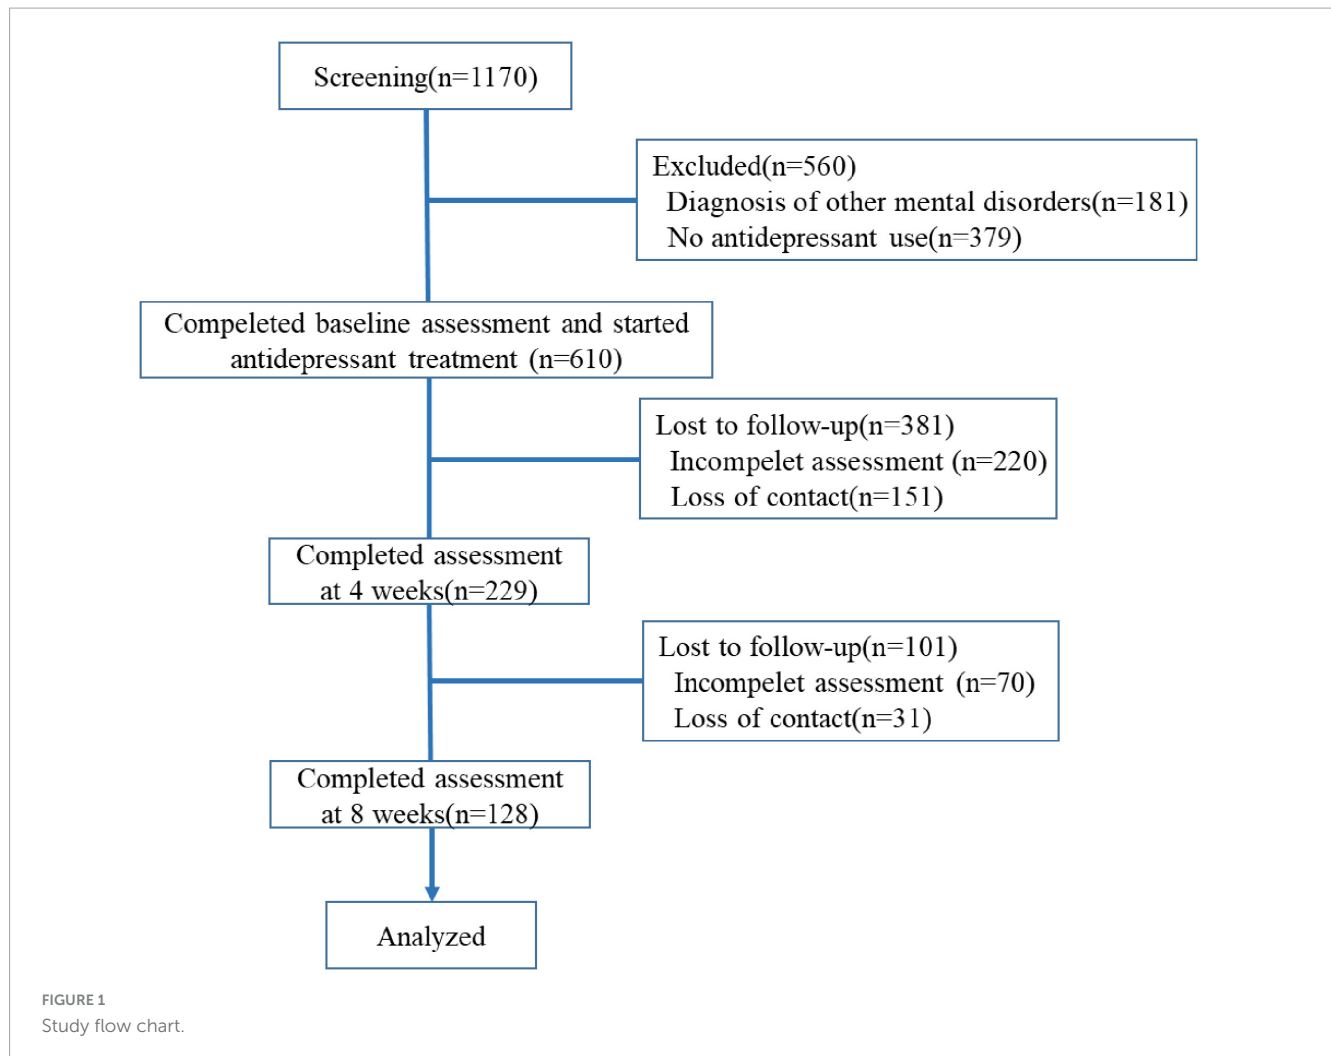 Screening(n=1170)
Excluded(n=560)
Diagnosis of other mental disorders(n=181)
No antidepressant use(n=379)
Compeleted baseline assessment and started
antidepressant treatment (n=610)
Lost to follow-up(n=381)
Incompelet assessment (n=220)
Loss of contact(n=151)
Completed assessment
at 4 weeks(n=229)
Lost to follow-up(n=101)
Incompelet assessment (n=70)
Loss of contact(n=31)
Completed assessment
at 8 weeks(n=128)
Analyzed
FIGURE 1
Study flow chart.